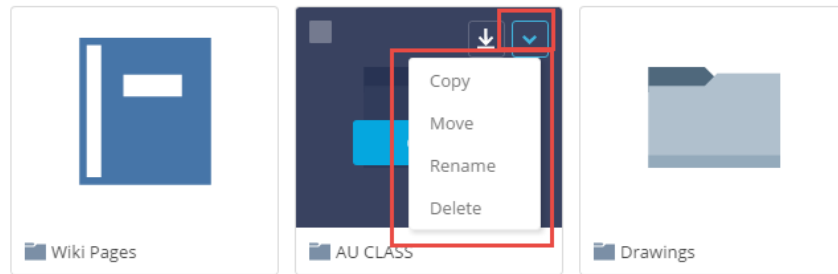 Copy
Move
Rename
Delete
Wiki Pages
AU CLASS
Drawings